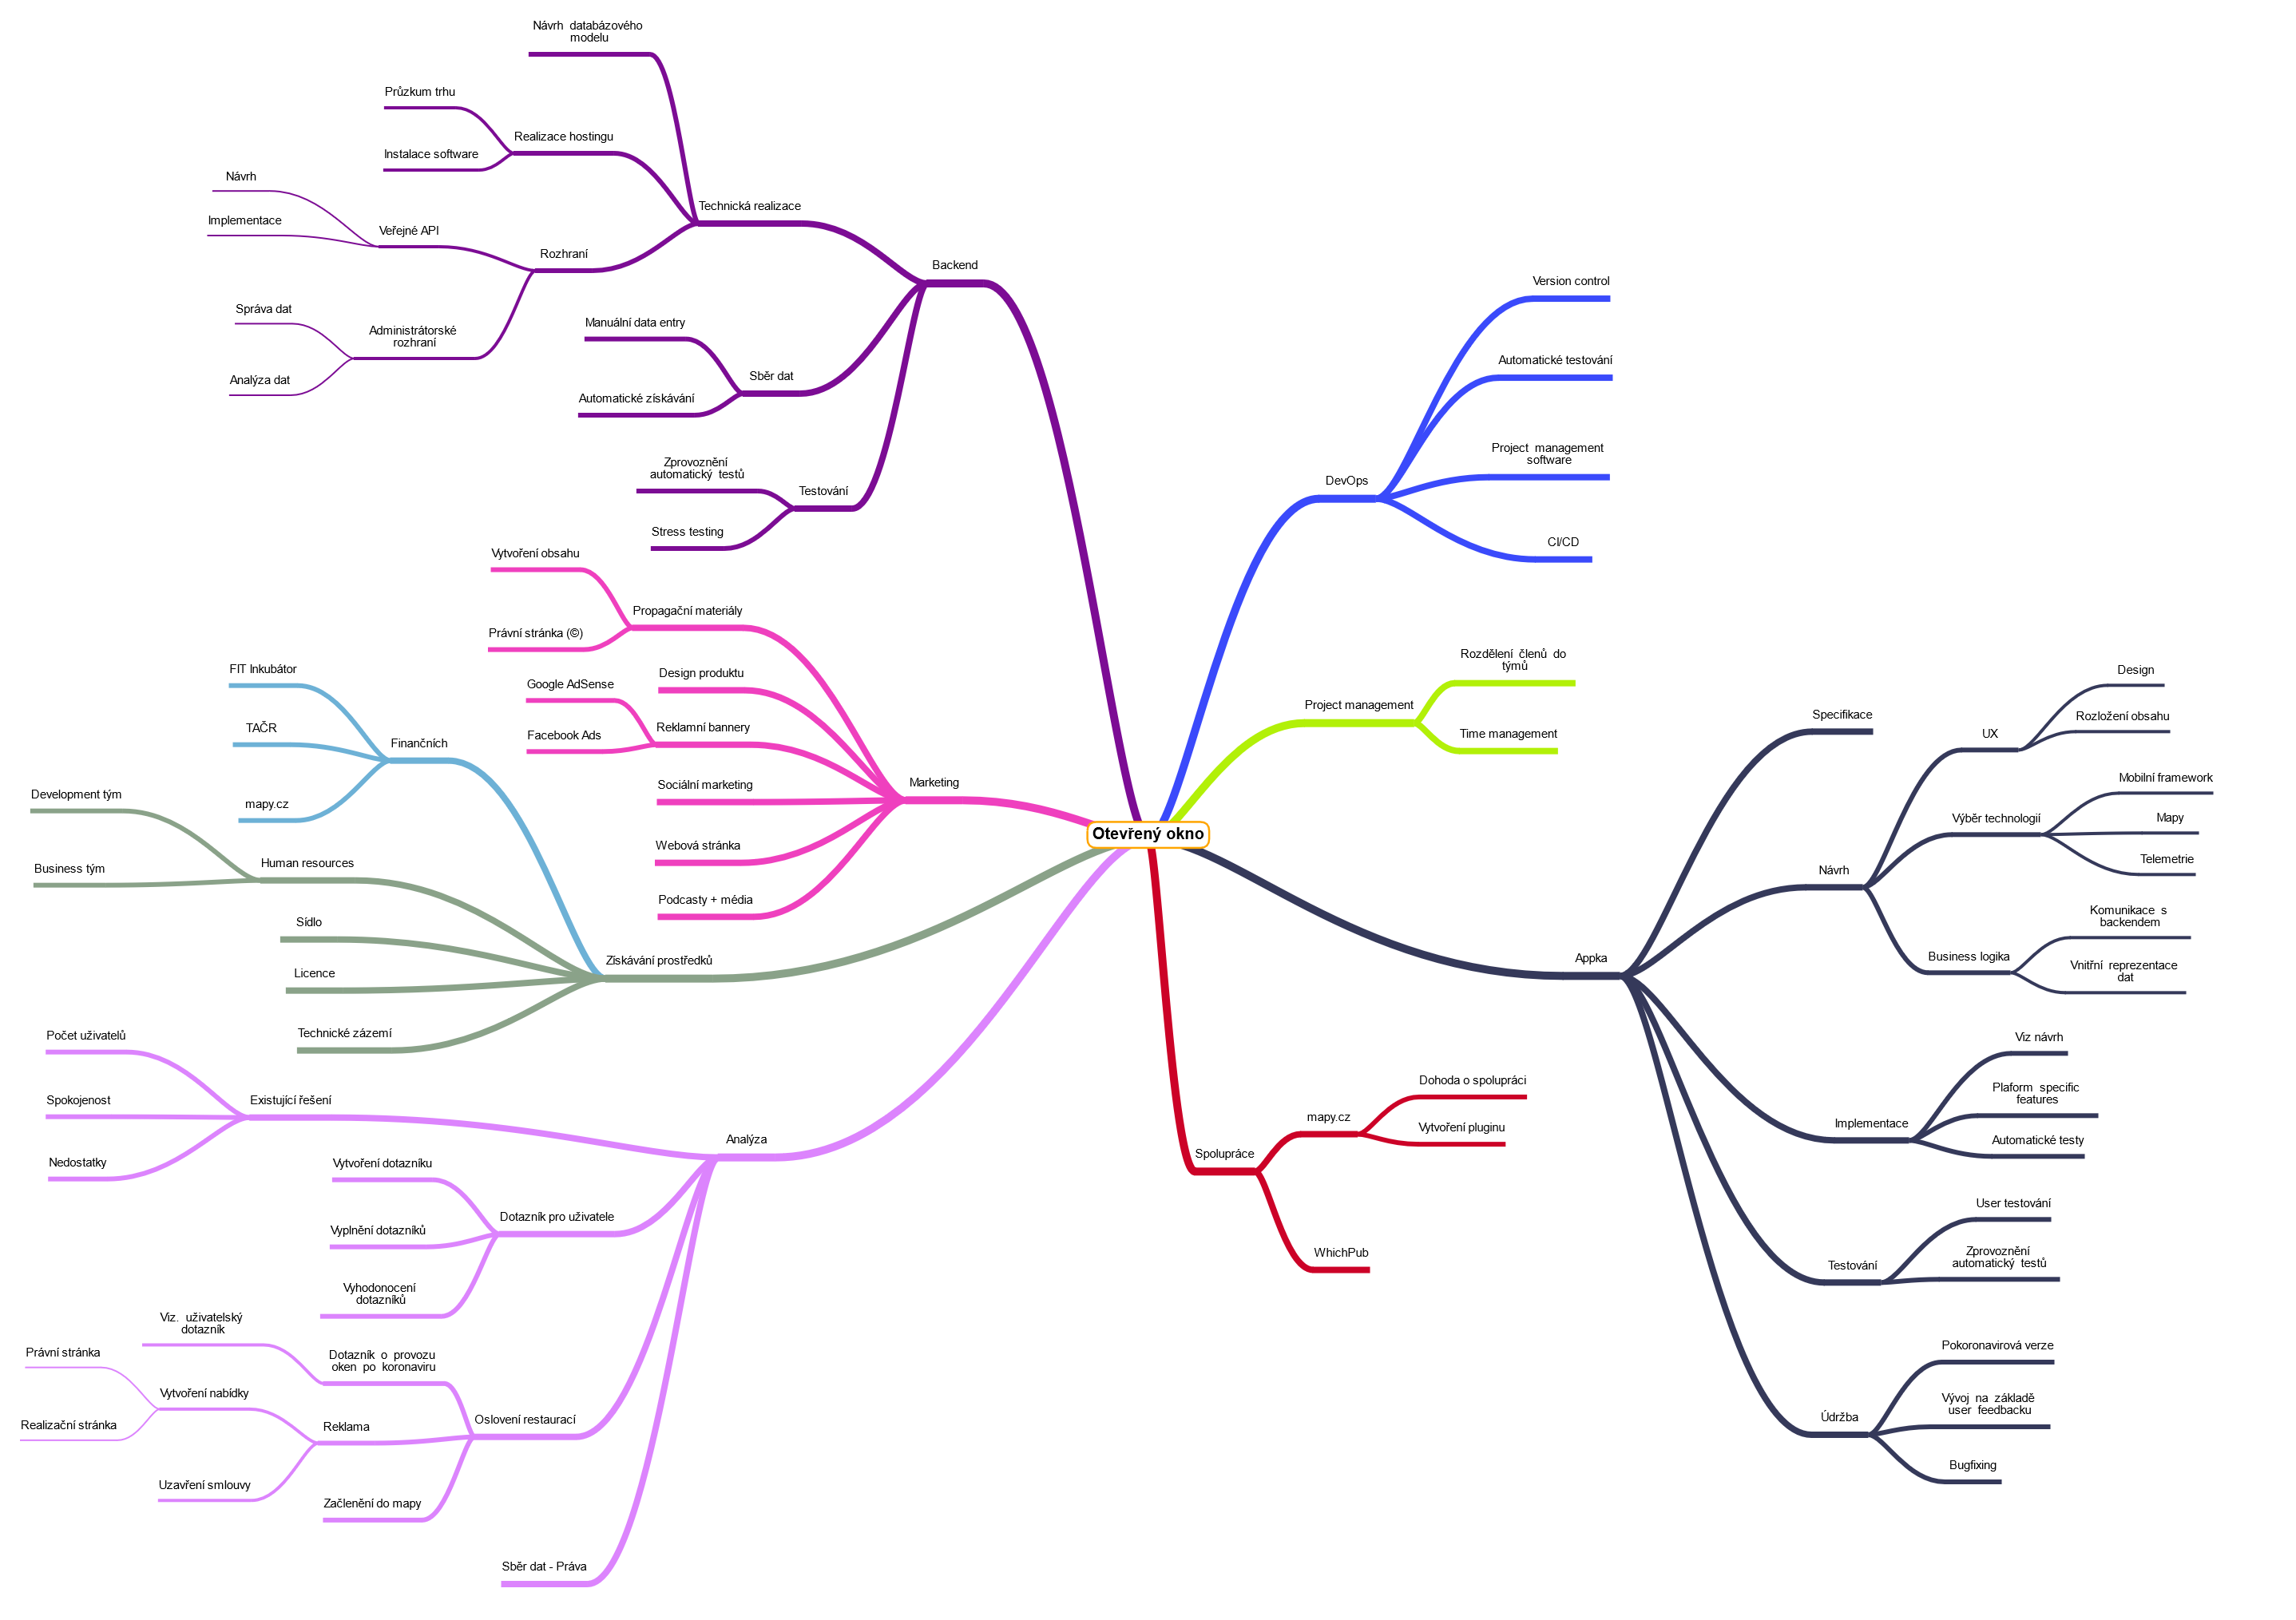 Návrh databázového
modelu
Průzkum trhu
Realizace hostingu
Instalace software
Návrh
Implementace
Veřejné API
Technická realizace
Rozhraní
Správa dat
Administrátorské
rozhraní
Analýza dat
Backend
Manuální data entry
Sběr dat
Automatické získávání
Zprovoznění
automatický testů
Testování
Stress testing
Vytvoření obsahu
Propagační materiály
Právní stránka (©)
Design produktu
Google AdSense
Reklamní bannery
Facebook Ads
Marketing
Sociální marketing
Webová stránka
Podcasty + média
FIT Inkubátor
TAČR
Finančních
mapy.cz
Development tým
Human resources
Business tým
Sídlo
Licence
Získávání prostředků
Technické zázemí
Počet uživatelů
Spokojenost
Existující řešení
Nedostatky
Analýza
Vytvoření dotazníku
Dotazník pro uživatele
Vyplnění dotazníků
Vyhodonocení
dotazníků
Viz. uživatelský
dotazník
Dotazník o provozu
oken po koronaviru
Právní stránka
Vytvoření nabídky
Realizační stránka
Reklama
Oslovení restaurací
Uzavření smlouvy
Začlenění do mapy
Sběr dat - Práva
Otevřený okno
Version control
Automatické testování
Project management
software
DevOps
CI/CD
Rozdělení členů do
týmů
Project management
Time management
Specifikace
Design
Rozložení obsahu
UX
Mobilní framework
Výběr technologií
Mapy
Telemetrie
Návrh
Komunikace s
backendem
Business logika
Vnitřní reprezentace
dat
Appka
Viz návrh
Plaform specific
features
Implementace
Automatické testy
User testování
Testování
Zprovoznění
automatický testů
Pokoronavirová verze
Vývoj na základě
user feedbacku
Údržba
Bugfixing
Dohoda o spolupráci
mapy.cz
Vytvoření pluginu
Spolupráce
WhichPub